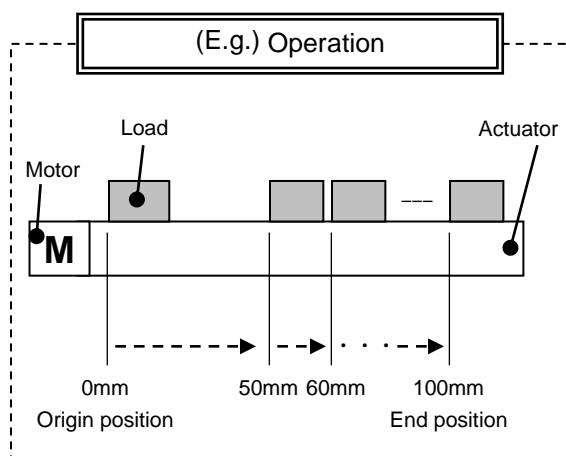 (E.g.) Operation
Load
Actuator
Motor
M
0mm
50mm
60mm
100mm
Origin position
End position